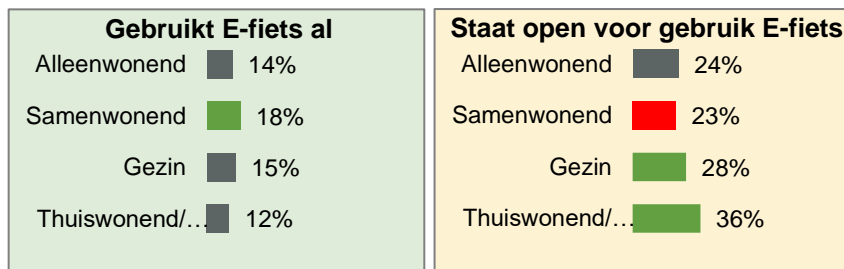 Gebruikt E-fiets al
Alleenwonend 14%
Samenwonend 18%
Gezin 15%
Thuiswonend/… 12%
Staat open voor gebruik E-fiets
Alleenwonend 24%
Samenwonend 23%
Gezin 28%
Thuiswonend/… 36%